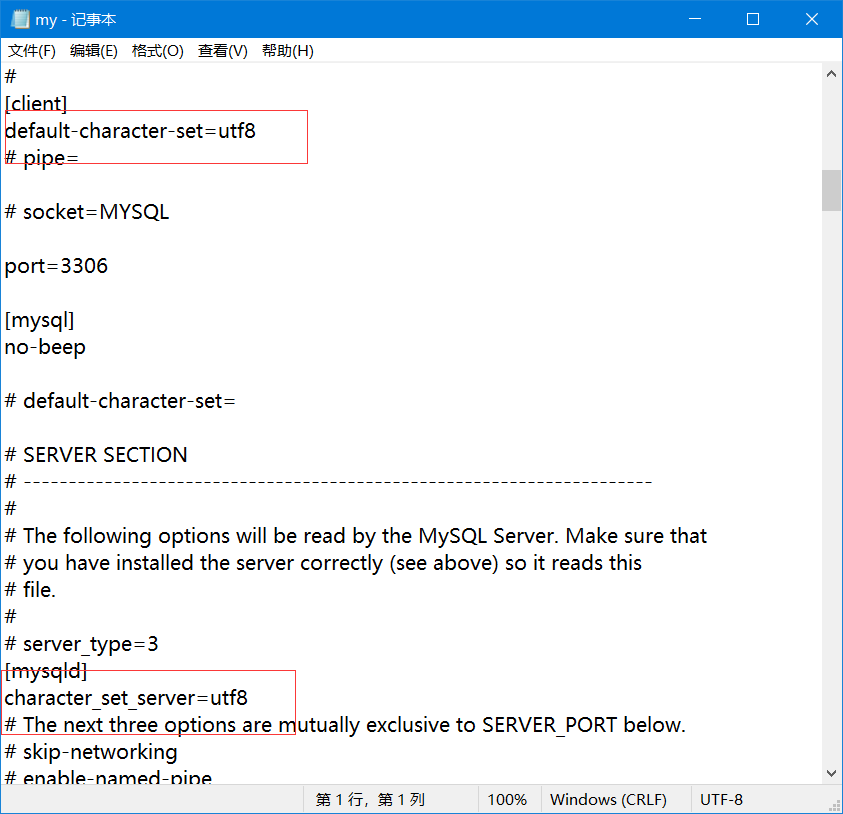 my - 记事本
文件(F) 编辑(E) 格式(O) 查看(V) 帮助(H)
#
[client]
default-character-set=utf8
# pipe=
# socket=MYSQL
port=3306
[mysql]
no-beep
# default-character-set=
# SERVER SECTION
# ----------------------------------------------------------------------
#
# The following options will be read by the MySQL Server. Make sure that
# you have installed the server correctly (see above) so it reads this
# file.
#
# server_type=3
[mysqld]
character_set_server=utf8
# The next three options are mutually exclusive to SERVER_PORT below.
# skip-networking
# enable-named-pipe
第 1 行，第 1 列 100% Windows (CRLF) UTF-8